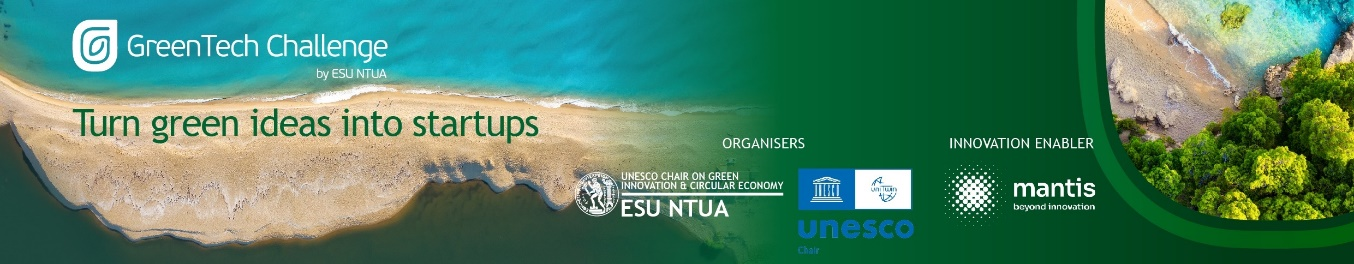 GreenTech Challenge
by ESU NTUA
Turn green ideas into startups
ORGANISERS
INNOVATION ENABLER
UNESCO CHAIR ON GREEN
INNOVATION & CIRCULAR ECONOMY
ESU NTUA
unitwin
unesco
Chair
mantis
beyond innovation